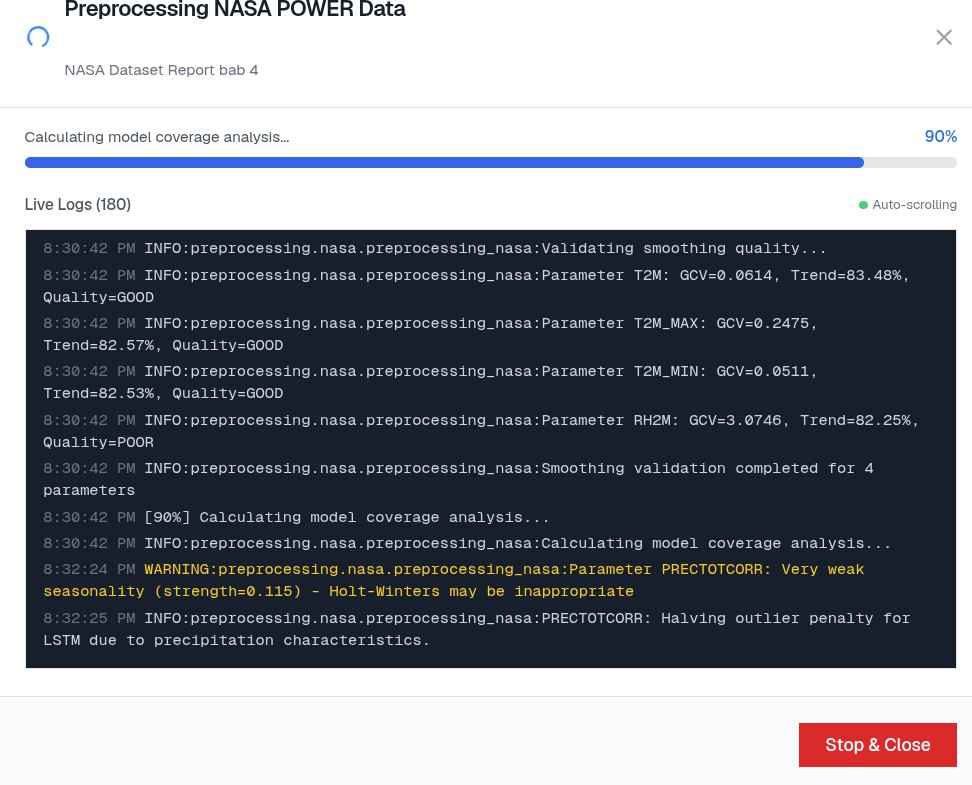 Preprocessing NASA POWER Data
NASA Dataset Report bab 4
Calculating model coverage analysis...
90%
Live Logs (180)
Auto-scrolling
8:30:42 PM INFO:preprocessing.nasa.preprocessing_nasa:Validating smoothing quality...
8:30:42 PM INFO:preprocessing.nasa.preprocessing_nasa:Parameter T2M: GCV=0.0614, Trend=83.48%,
Quality=GOOD
8:30:42 PM INFO:preprocessing.nasa.preprocessing_nasa:Parameter T2M_MAX: GCV=0.2475,
Trend=82.57%, Quality=GOOD
8:30:42 PM INFO:preprocessing.nasa.preprocessing_nasa:Parameter T2M_MIN: GCV=0.0511,
Trend=82.53%, Quality=GOOD
8:30:42 PM INFO:preprocessing.nasa.preprocessing_nasa:Parameter RH2M: GCV=3.0746, Trend=82.25%,
Quality=POOR
8:30:42 PM INFO:preprocessing.nasa.preprocessing_nasa:Smoothing validation completed for 4
parameters
8:30:42 PM [90%] Calculating model coverage analysis...
8:30:42 PM INFO:preprocessing.nasa.preprocessing_nasa:Calculating model coverage analysis...
8:32:24 PM WARNING:preprocessing.nasa.preprocessing_nasa:Parameter PRECTOTCORR: Very weak
seasonality (strength=0.115) - Holt-Winters may be inappropriate
8:32:25 PM INFO:preprocessing.nasa.preprocessing_nasa:PRECTOTCORR: Halving outlier penalty for
LSTM due to precipitation characteristics.
Stop & Close